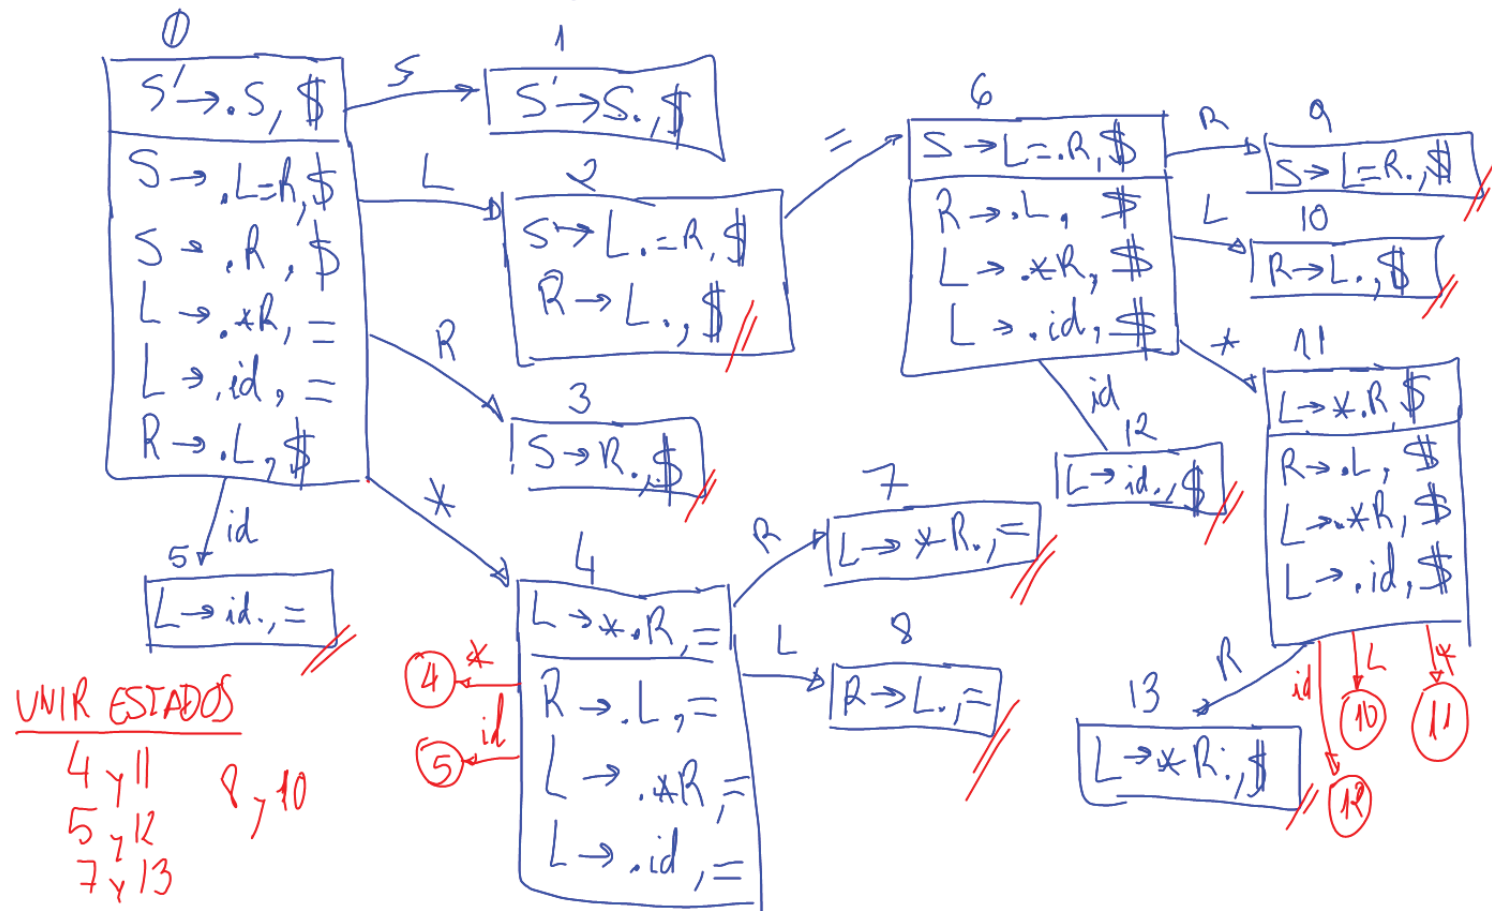 0
S' → .S, $
S → .L=R, $
S → .R, $
L → .*R, =
L → .id, =
R → .L, $
S
1
S' → S., $
L
2
S → L.=R, $
R → L., $
R
3
S → R., $
*
id
5
L → id., =
4
L → *.R, =
R → .L, =
L → .*R, =
L → .id, =
*
4
id
5
R
7
L → *R., =
L
8
R → L., =
=
6
S → L=.R, $
R → .L, $
L → .*R, $
L → .id, $
R
9
S → L=R., $
L
10
R → L., $
*
11
L → *.R, $
R → .L, $
L → .*R, $
L → .id, $
id
12
L → id., $
R
13
L → *R., $
id
12
L
10
*
11
UNIR ESTADOS
4 y 11
5 y 12
7 y 13
8 y 10